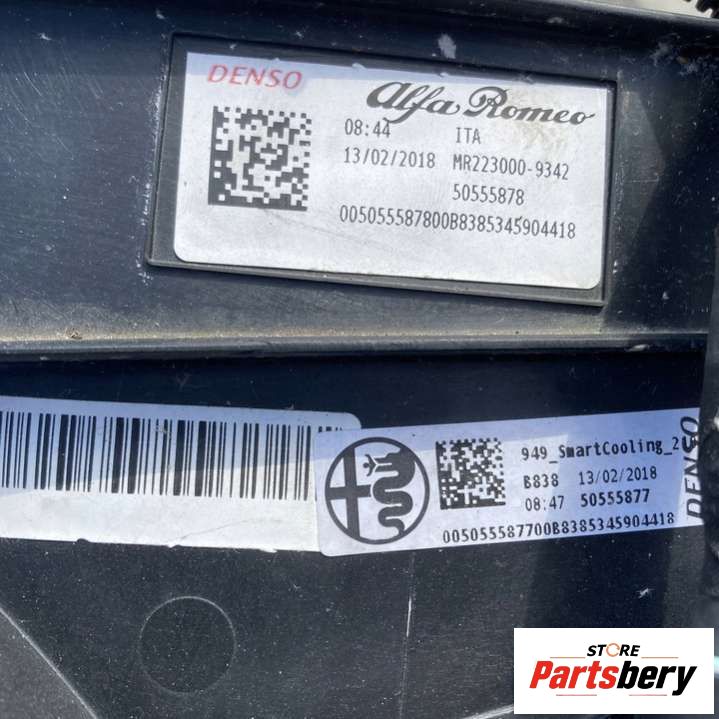 DENSO
Alfa Romeo
08:44 ITA
13/02/2018 MR223000-9342
50555878
005055587800B8385345904418
949_SmartCooling_2
B838 13/02/2018
08:47 50555877
005055587700B8385345904418
DENSO
STORE
Partsbery